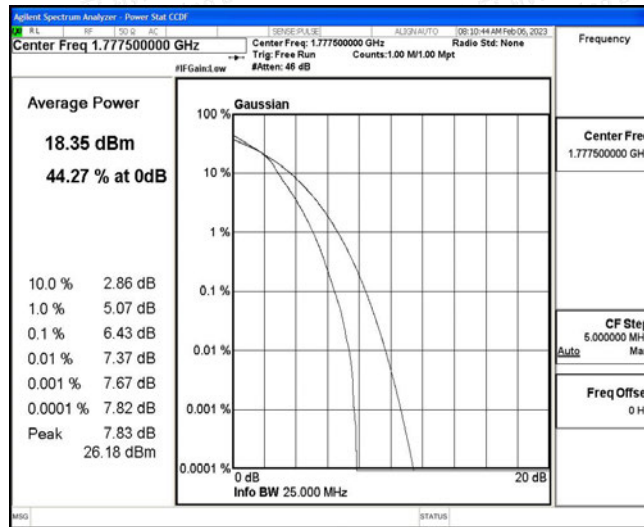 Agilent Spectrum Analyzer - Power Stat CCDF
RL RF 50 Ω AC SENSE:PULSE ALIGN AUTO 08:10:44 AM Feb 06, 2023
Center Freq 1.777500000 GHz
Center Freq: 1.777500000 GHz Radio Std: None
Trig: Free Run Counts:1.00 M/1.00 Mpt
#IFGain:Low #Atten: 46 dB
Frequency
Average Power
18.35 dBm
44.27 % at 0dB
10.0 % 2.86 dB
1.0 % 5.07 dB
0.1 % 6.43 dB
0.01 % 7.37 dB
0.001 % 7.67 dB
0.0001 % 7.82 dB
Peak 7.83 dB
26.18 dBm
Gaussian
100 %
10 %
1 %
0.1 %
0.01 %
0.001 %
0.0001 %
0 dB 20 dB
Info BW 25.000 MHz
Center Fre
1.777500000 GH
CF Ste
5.000000 MH
Auto Ma
Freq Offse
0 H
MSG STATUS